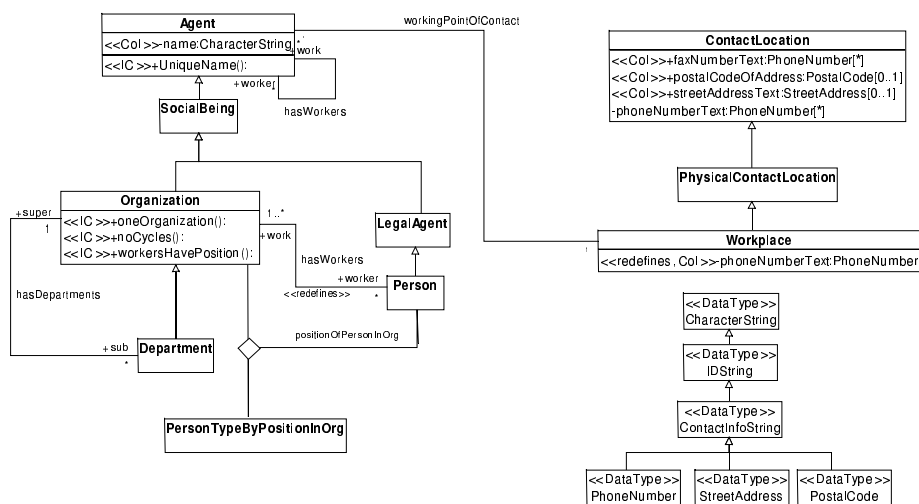 Agent
<<Col>>-name:CharacterString
<<IC>>+UniqueName():
*
+work
+worker
*
hasWorkers
workingPointOfContact
SocialBeing
Organization
<<IC>>+oneOrganization():
<<IC>>+noCycles():
<<IC>>+workersHavePosition():
+super
1
hasDepartments
+sub
*
Department
1..*
+work
hasWorkers
+worker
<<redefines>>
*
LegalAgent
Person
positionOfPersonInOrg
PersonTypeByPositionInOrg
ContactLocation
<<Col>>+faxNumberText:PhoneNumber[*]
<<Col>>+postalCodeOfAddress:PostalCode[0..1]
<<Col>>+streetAddressText:StreetAddress[0..1]
-phoneNumberText:PhoneNumber[*]
PhysicalContactLocation
Workplace
<<redefines,Col>>-phoneNumberText:PhoneNumber
<<DataType>>
CharacterString
<<DataType>>
IDString
<<DataType>>
ContactInfoString
<<DataType>>
PhoneNumber
<<DataType>>
StreetAddress
<<DataType>>
PostalCode